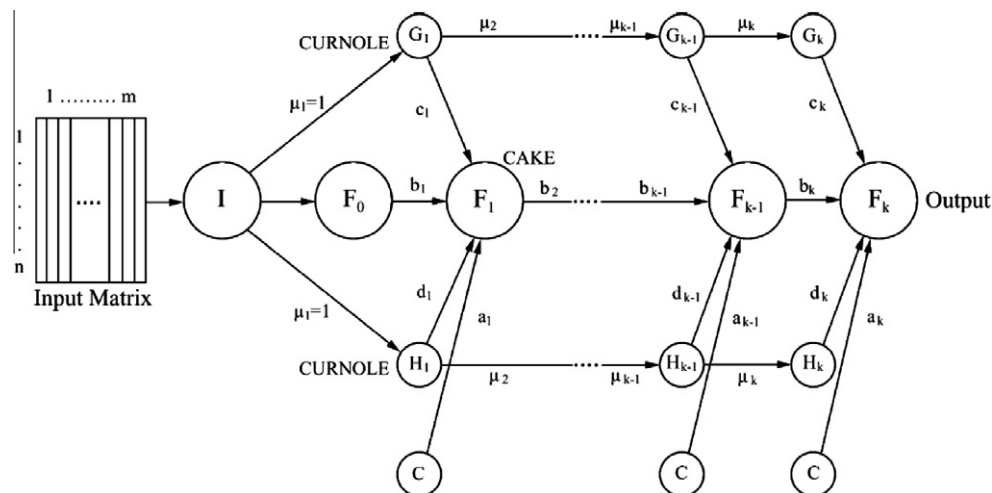 G₁ μ₂ .... μₖ₋₁ Gₖ₋₁ μₖ Gₖ
CURNOLE
1 ......... m
μ₁=1
c₁ cₖ₋₁ cₖ
1
.
.
.
.
.
.
.
n
CAKE
....
I F₀ b₁ F₁ b₂ .... bₖ₋₁ Fₖ₋₁ bₖ Fₖ Output
Input Matrix
μ₁=1
d₁ dₖ₋₁ dₖ
a₁ aₖ₋₁ aₖ
CURNOLE H₁ μ₂ .... μₖ₋₁ Hₖ₋₁ μₖ Hₖ
C C C